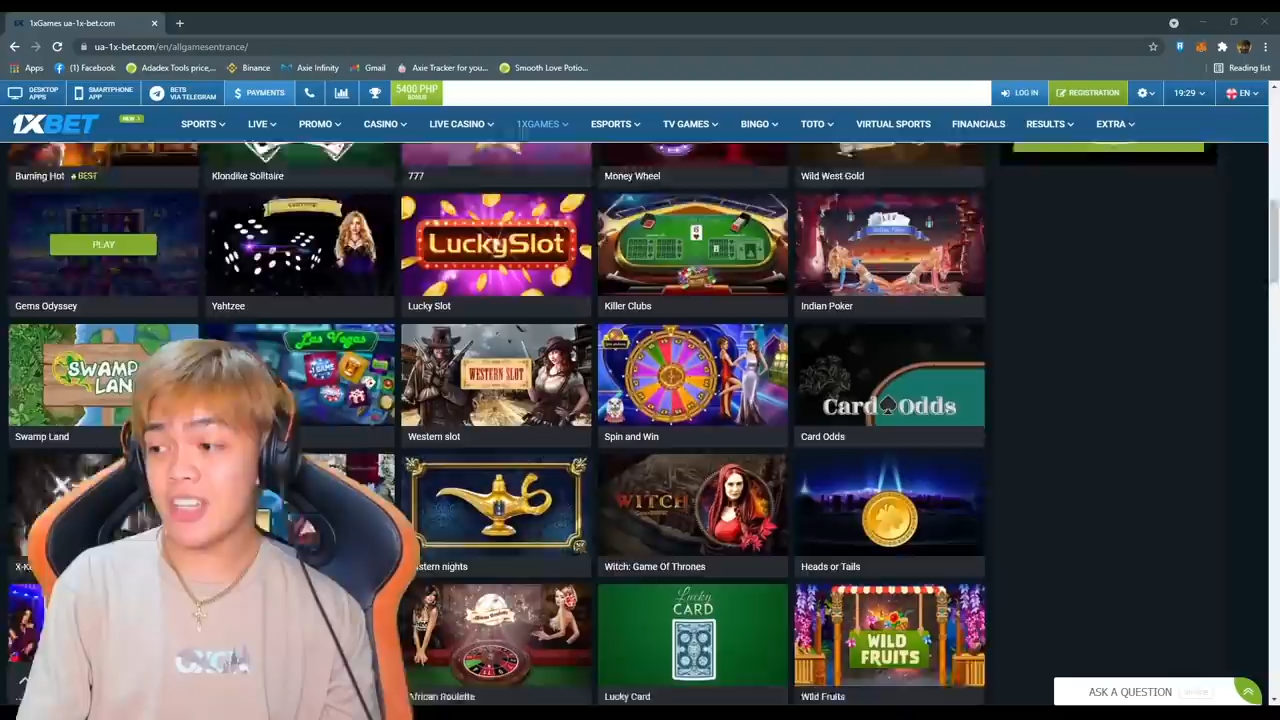 1xGames ua-1x-bet.com
ua-1x-bet.com/en/allgamesentrance/
Apps (1) Facebook Adadex Tools price,... Binance Axie Infinity Gmail Axie Tracker for you... Smooth Love Potio... Reading list
DESKTOP APPS SMARTPHONE APP BETS VIA TELEGRAM $ PAYMENTS 5400 PHP BONUS LOG IN REGISTRATION 19:29 EN
1XBET NEW SPORTS LIVE PROMO CASINO LIVE CASINO 1XGAMES ESPORTS TV GAMES BINGO TOTO VIRTUAL SPORTS FINANCIALS RESULTS EXTRA
Burning Hot BEST Klondike Solitaire 777 Money Wheel Wild West Gold
PLAY LuckySlot
Gems Odyssey Yahtzee Lucky Slot Killer Clubs Indian Poker
SWAMP LAND Las Vegas WESTERN SLOT Card Odds
Swamp Land Western slot Spin and Win Card Odds
WITCH
stern nights Witch: Game Of Thrones Heads or Tails
Lucky CARD WILD FRUITS
African Roulette Lucky Card Wild Fruits
ASK A QUESTION